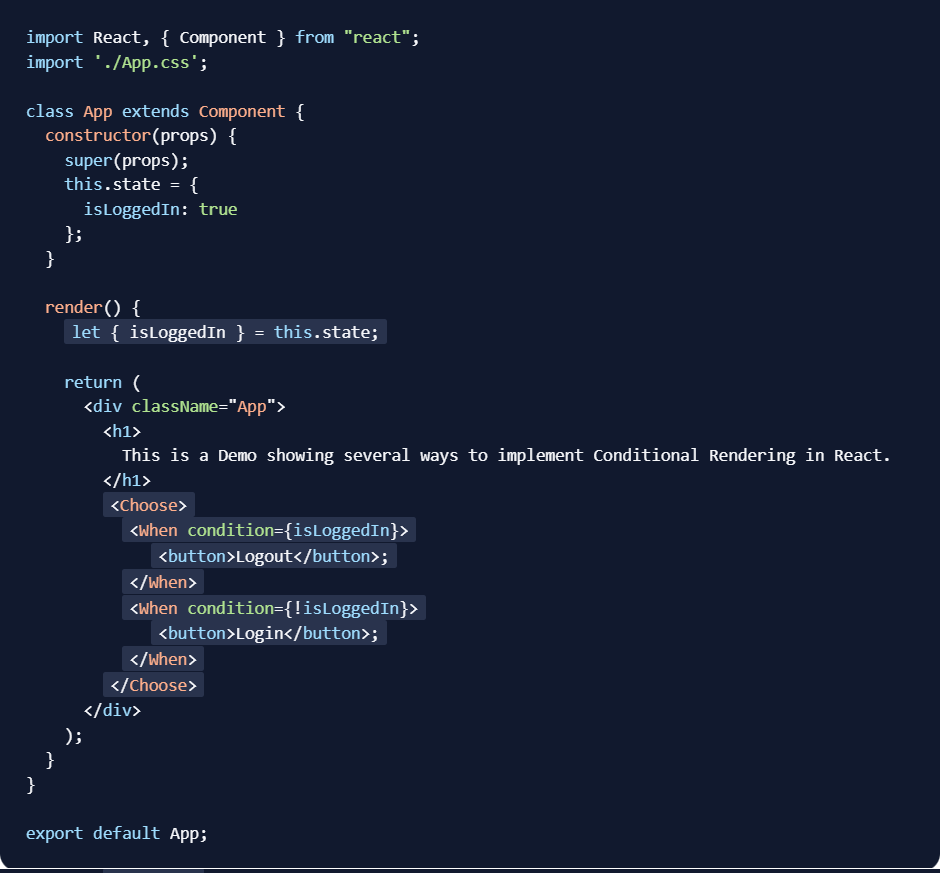 import React, { Component } from "react";
import './App.css';

class App extends Component {
  constructor(props) {
    super(props);
    this.state = {
      isLoggedIn: true
    };
  }

  render() {
    let { isLoggedIn } = this.state;

    return (
      <div className="App">
        <h1>
          This is a Demo showing several ways to implement Conditional Rendering in React.
        </h1>
        <Choose>
          <When condition={isLoggedIn}>
             <button>Logout</button>;
          </When>
          <When condition={!isLoggedIn}>
             <button>Login</button>;
          </When>
        </Choose>
      </div>
    );
  }
}

export default App;